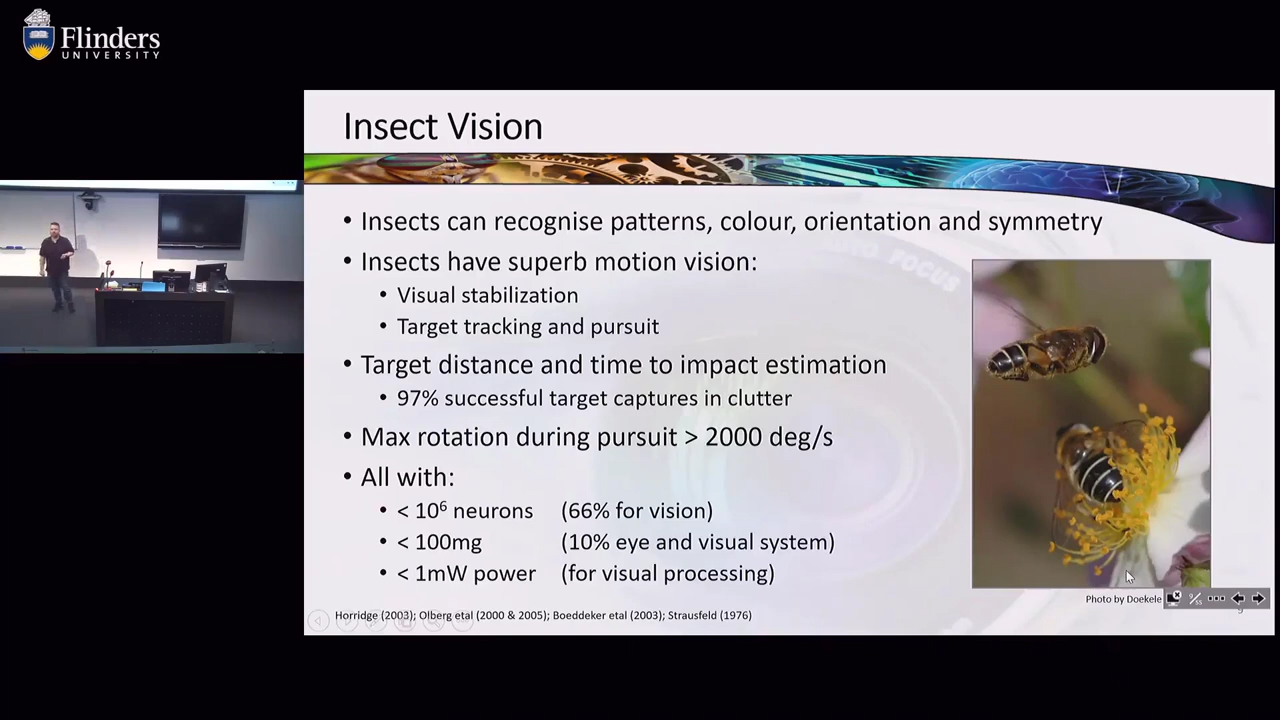 Flinders
UNIVERSITY
Insect Vision
• Insects can recognise patterns, colour, orientation and symmetry
• Insects have superb motion vision:
• Visual stabilization
• Target tracking and pursuit
• Target distance and time to impact estimation
• 97% successful target captures in clutter
• Max rotation during pursuit > 2000 deg/s
• All with:
• < 10⁶ neurons (66% for vision)
• < 100mg (10% eye and visual system)
• < 1mW power (for visual processing)
FOCUS
Photo by Doekele
9/55
Horridge (2003); Olberg etal (2000 & 2005); Boeddeker etal (2003); Strausfeld (1976)